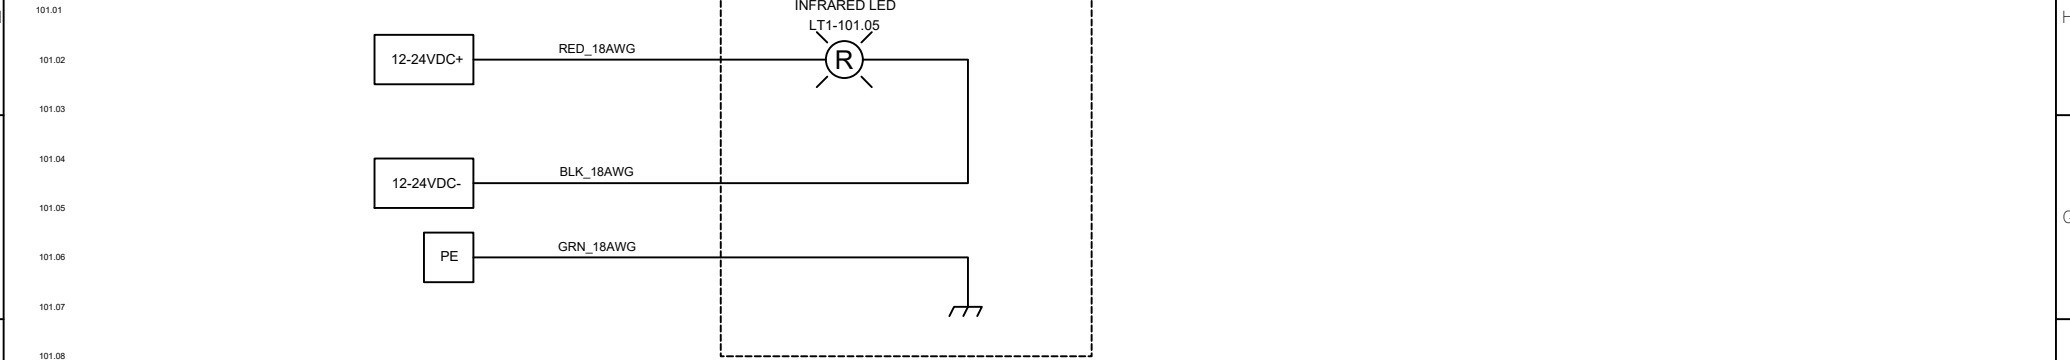 101.01
INFRARED LED
H
LT1-101.05
RED_18AWG
101.02
12-24VDC+
R
101.03
101.04
BLK_18AWG
12-24VDC-
101.05
G
GRN_18AWG
101.06
PE
101.07
101.08